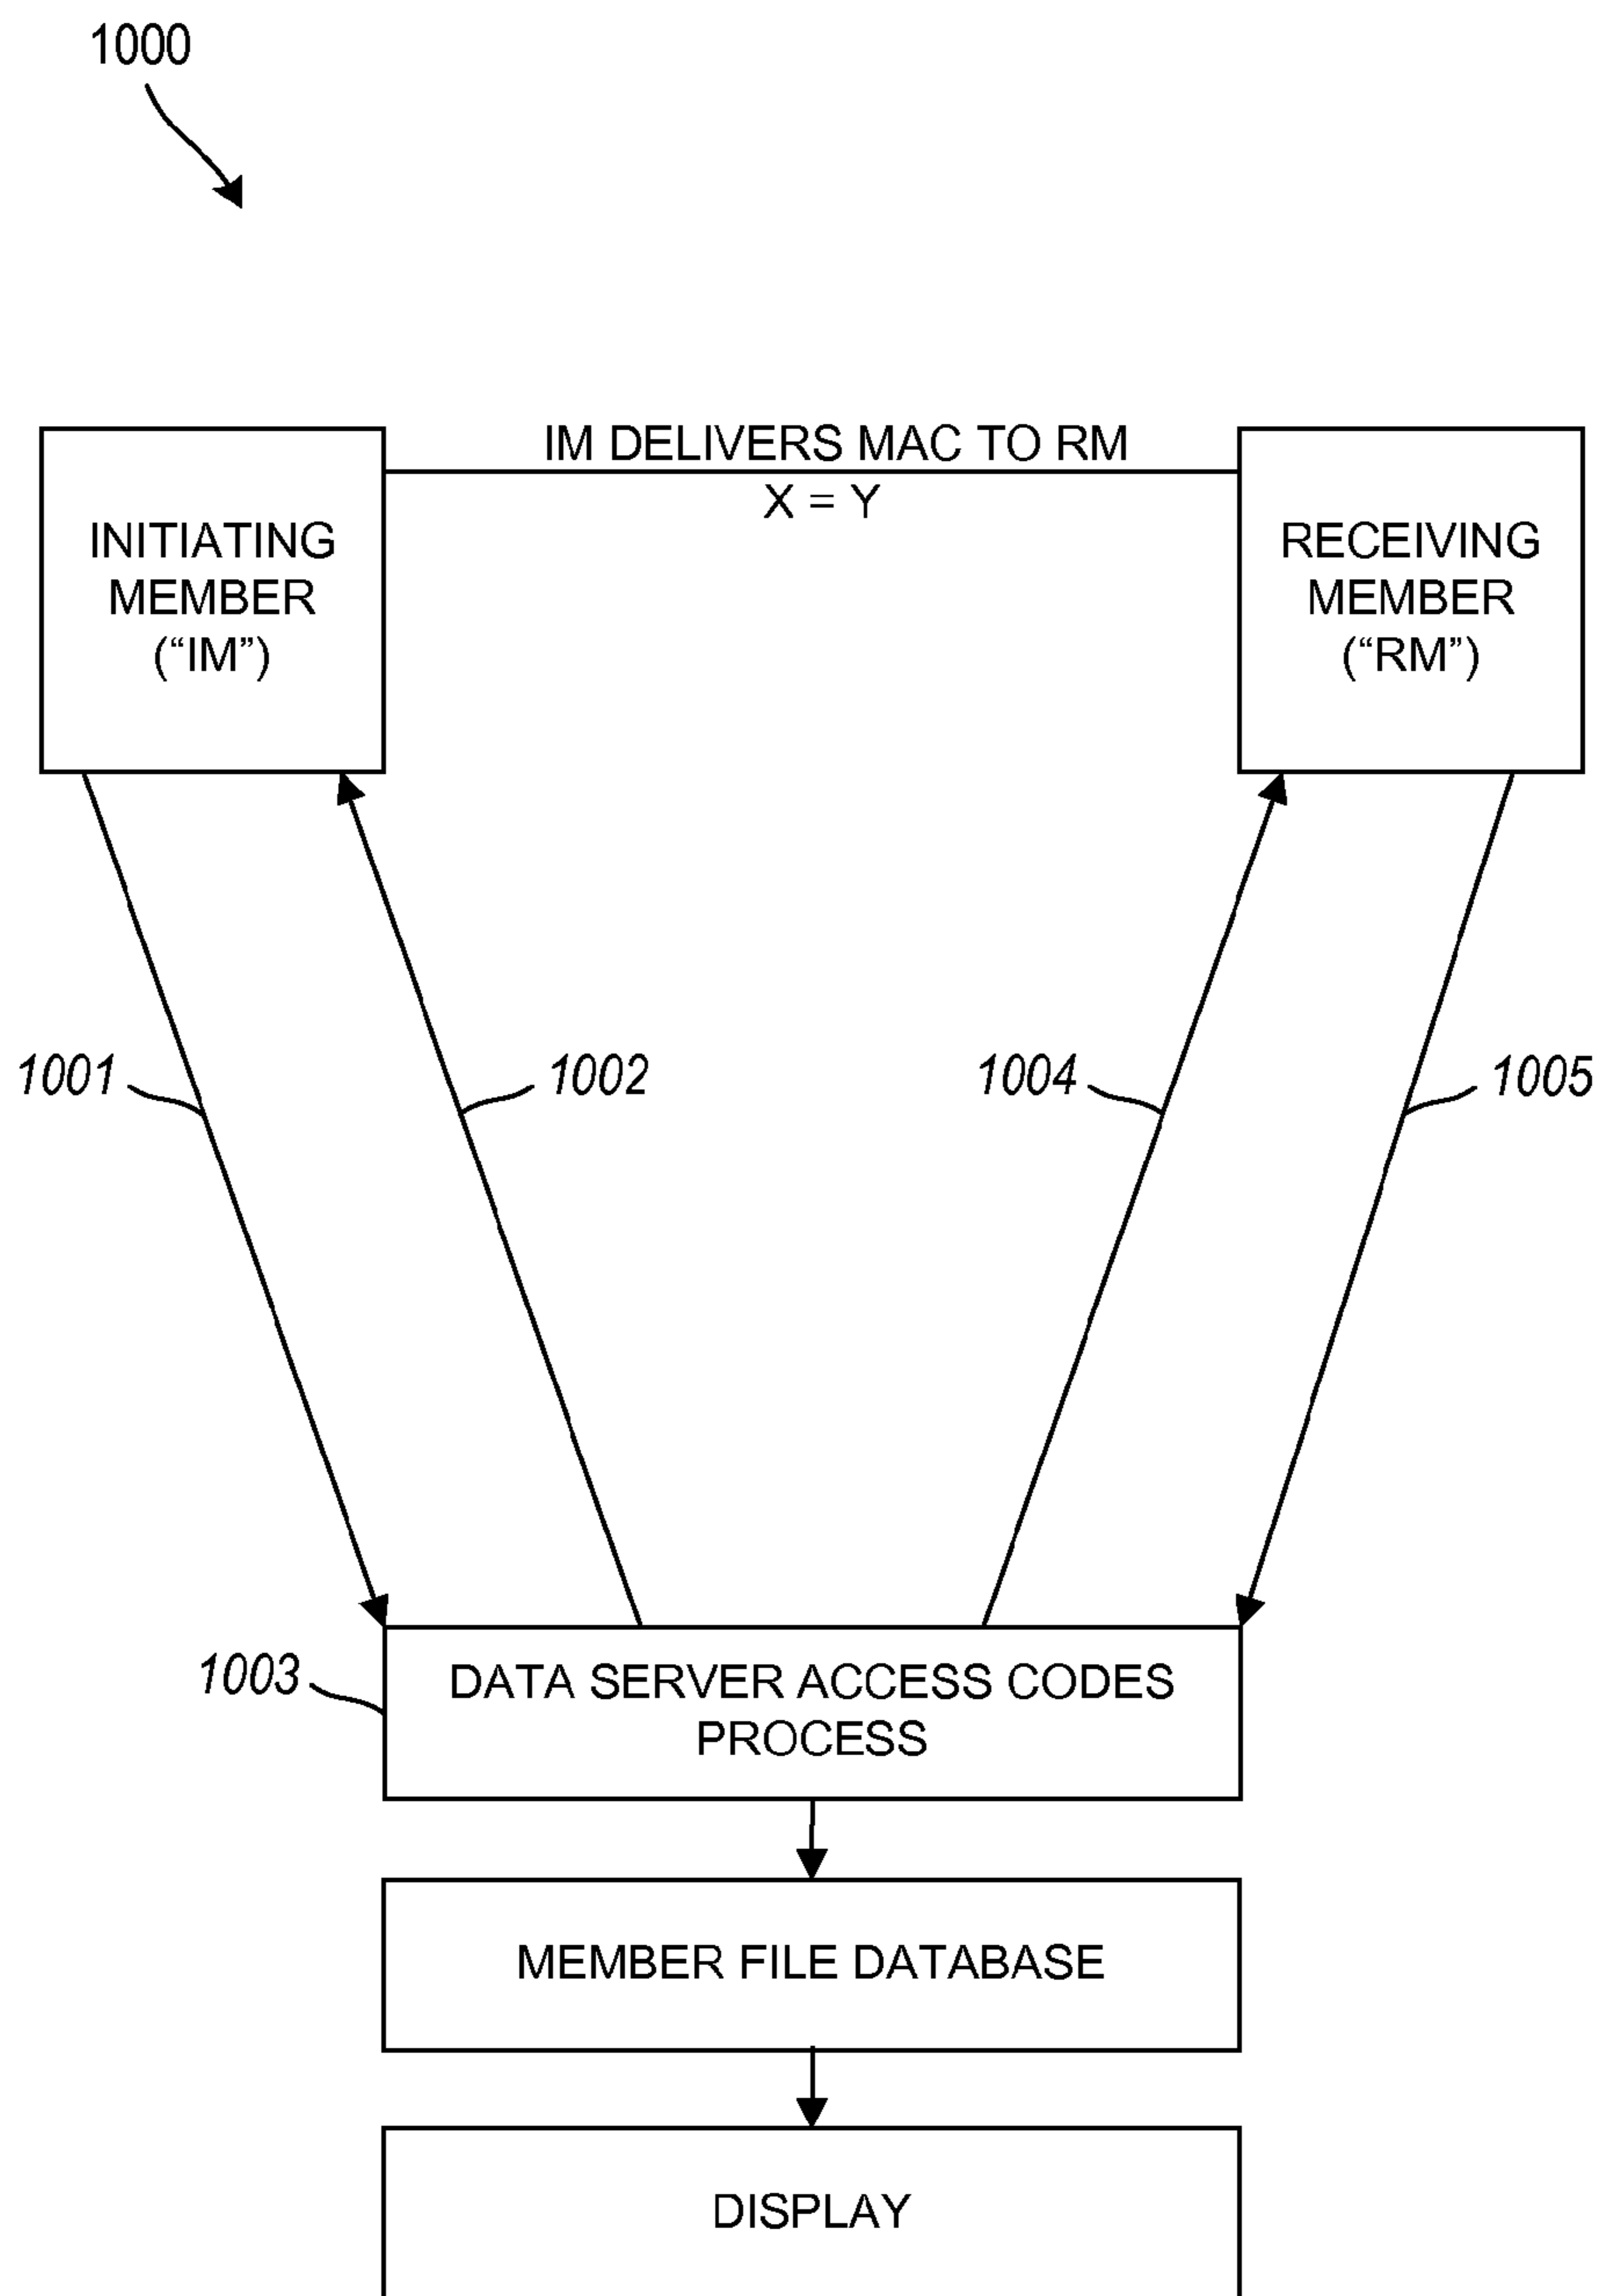 1000
IM DELIVERS MAC TO RM
X = Y
INITIATING
MEMBER
(“IM”)
RECEIVING
MEMBER
(“RM”)
1001
1002
1004
1005
1003
DATA SERVER ACCESS CODES
PROCESS
MEMBER FILE DATABASE
DISPLAY